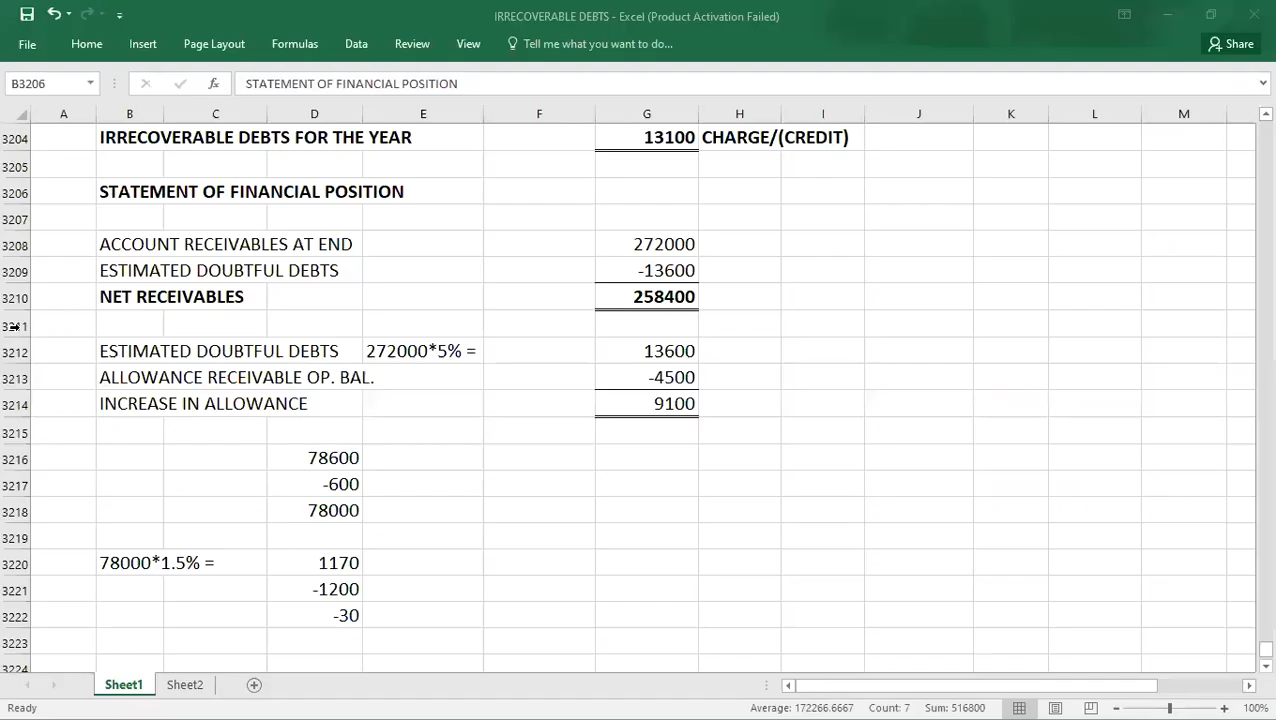 IRRECOVERABLE DEBTS - Excel (Product Activation Failed)
File Home Insert Page Layout Formulas Data Review View Tell me what you want to do... Share
B3206 fx STATEMENT OF FINANCIAL POSITION
A B C D E F G H I J K L M
3204 IRRECOVERABLE DEBTS FOR THE YEAR 13100 CHARGE/(CREDIT)
3205
3206 STATEMENT OF FINANCIAL POSITION
3207
3208 ACCOUNT RECEIVABLES AT END 272000
3209 ESTIMATED DOUBTFUL DEBTS -13600
3210 NET RECEIVABLES 258400
3211
3212 ESTIMATED DOUBTFUL DEBTS 272000*5% = 13600
3213 ALLOWANCE RECEIVABLE OP. BAL. -4500
3214 INCREASE IN ALLOWANCE 9100
3215
3216 78600
3217 -600
3218 78000
3219
3220 78000*1.5% = 1170
3221 -1200
3222 -30
3223
3224
Sheet1 Sheet2
Ready Average: 172266.6667 Count: 7 Sum: 516800 100%